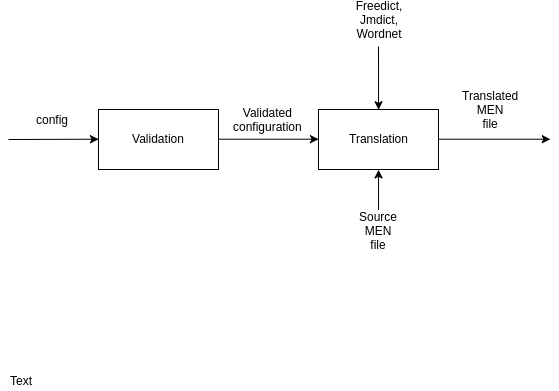 Freedict,
Jmdict,
Wordnet
config
Validation
Validated
configuration
Translation
Translated
MEN
file
Source
MEN
file
Text